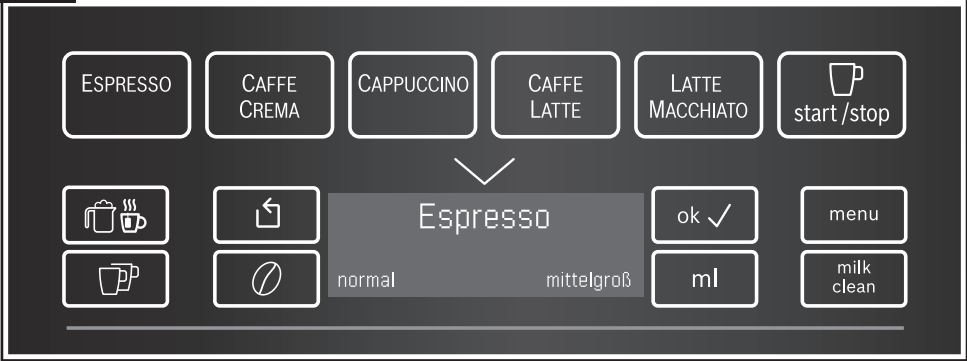 ESPRESSO
CAFFE
CREMA
CAPPUCCINO
CAFFE
LATTE
LATTE
MACCHIATO
start/stop
Espresso
ok
menu
normal
mittelgroß
ml
milk
clean